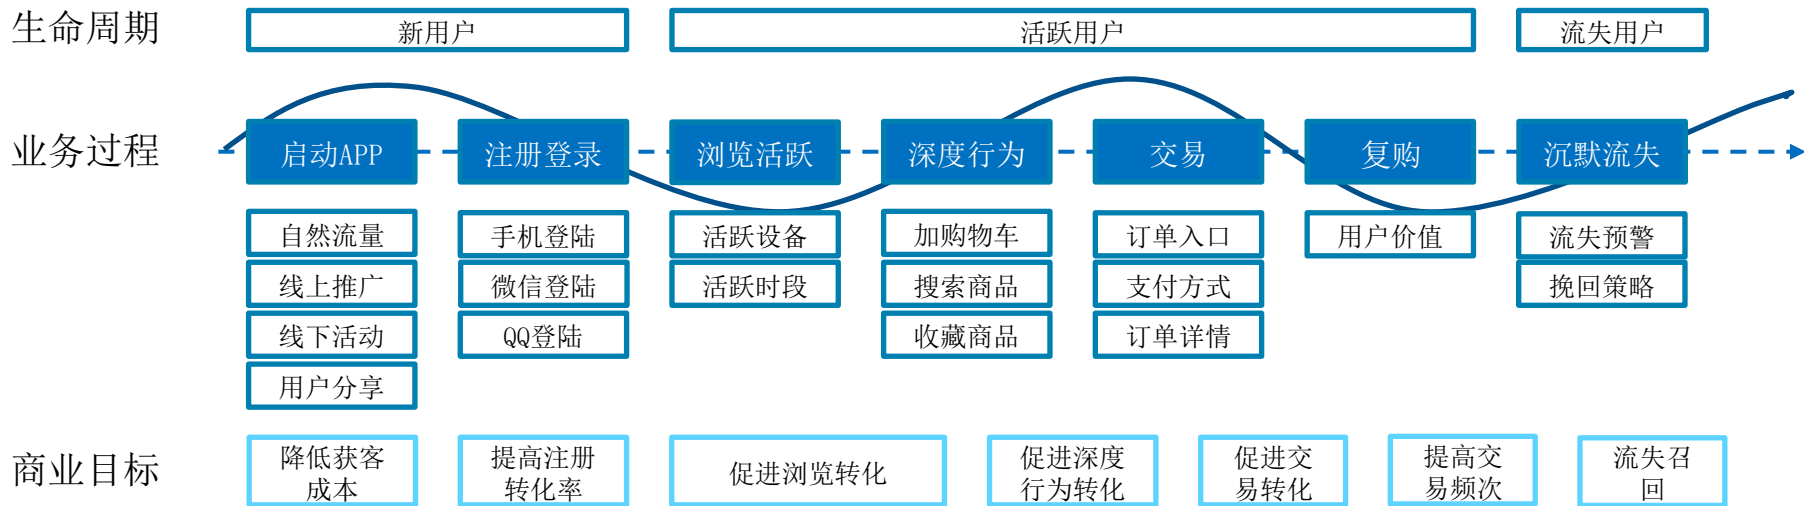 生命周期
新用户
活跃用户
流失用户
业务过程
启动APP
注册登录
浏览活跃
深度行为
交易
复购
沉默流失
自然流量
手机登陆
活跃设备
加购物车
订单入口
用户价值
流失预警
线上推广
微信登陆
活跃时段
搜索商品
支付方式
挽回策略
线下活动
QQ登陆
收藏商品
订单详情
用户分享
商业目标
降低获客
成本
提高注册
转化率
促进浏览转化
促进深度
行为转化
促进交
易转化
提高交
易频次
流失召
回